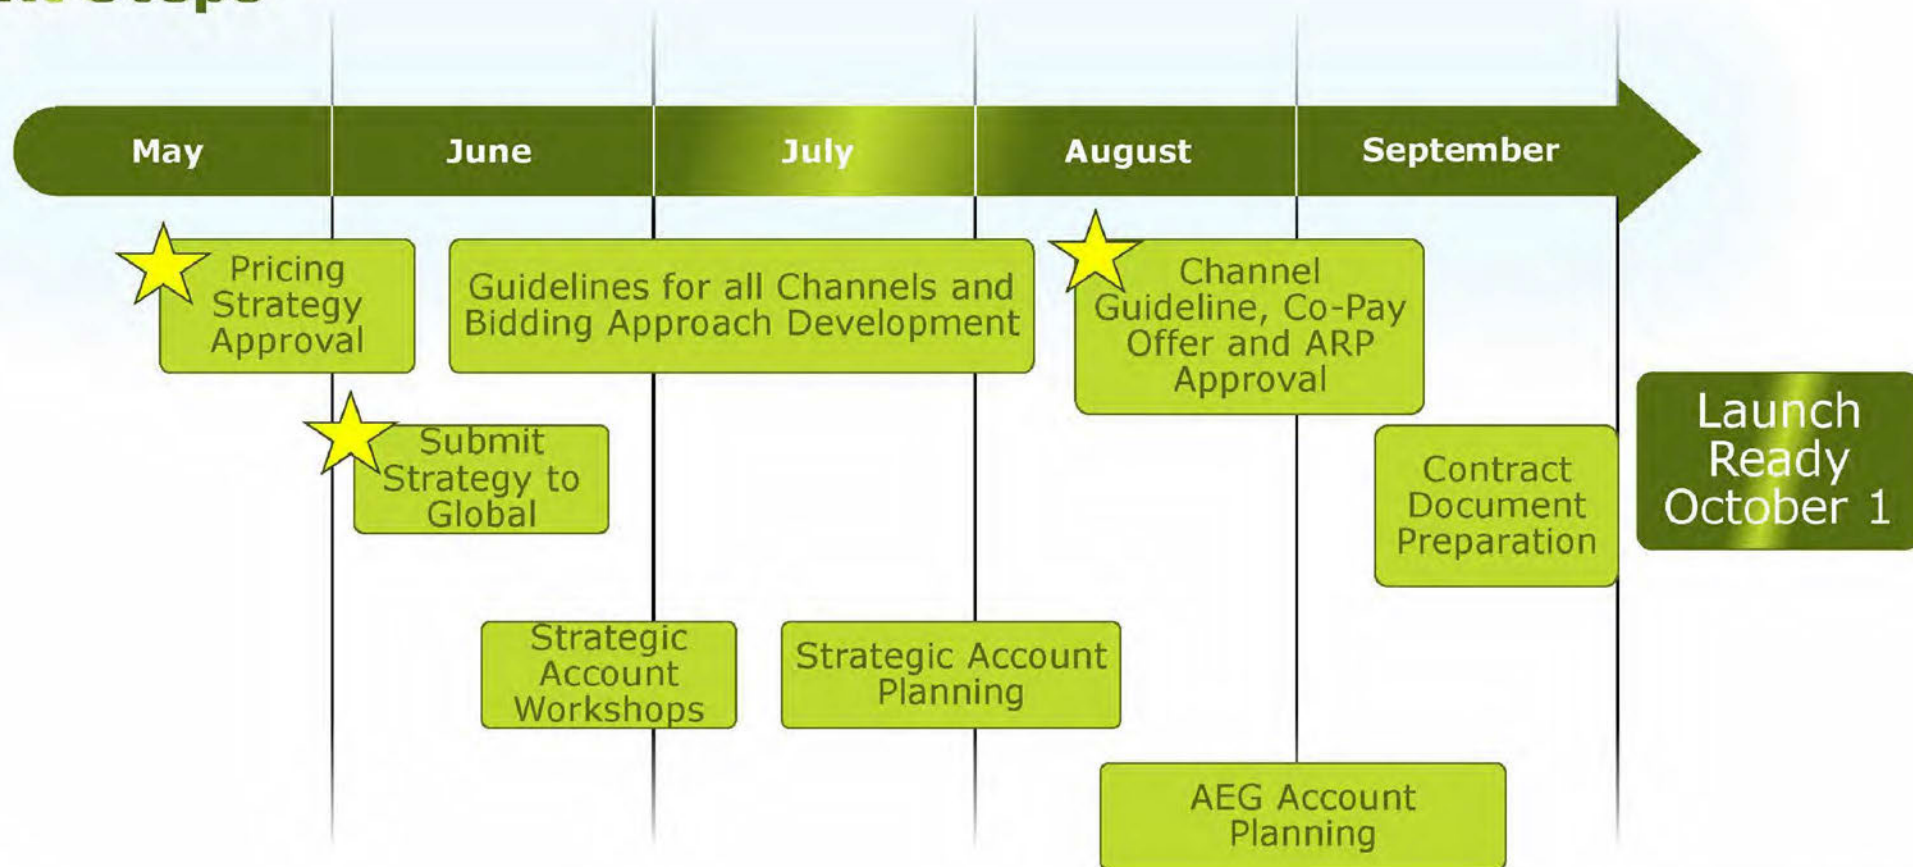 Steps
May
June
July
August
September
Pricing
Strategy
Approval
Guidelines for all Channels and
Bidding Approach Development
Channel
Guideline, Co-Pay
Offer and ARP
Approval
Submit
Strategy to
Global
Contract
Document
Preparation
Launch
Ready
October 1
Strategic
Account
Workshops
Strategic Account
Planning
AEG Account
Planning